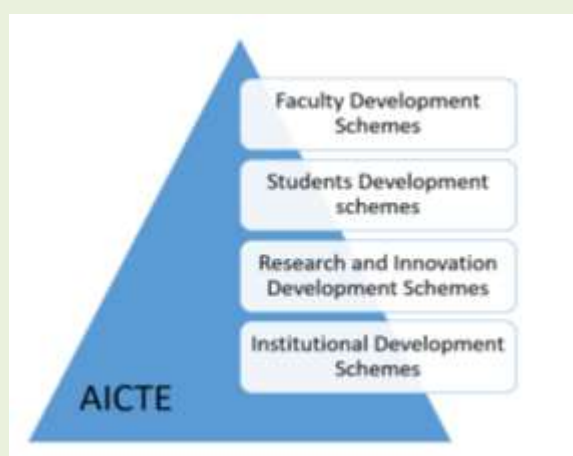 Faculty Development
Schemes
Students Development
schemes
Research and Innovation
Development Schemes
Institutional Development
Schemes
AICTE